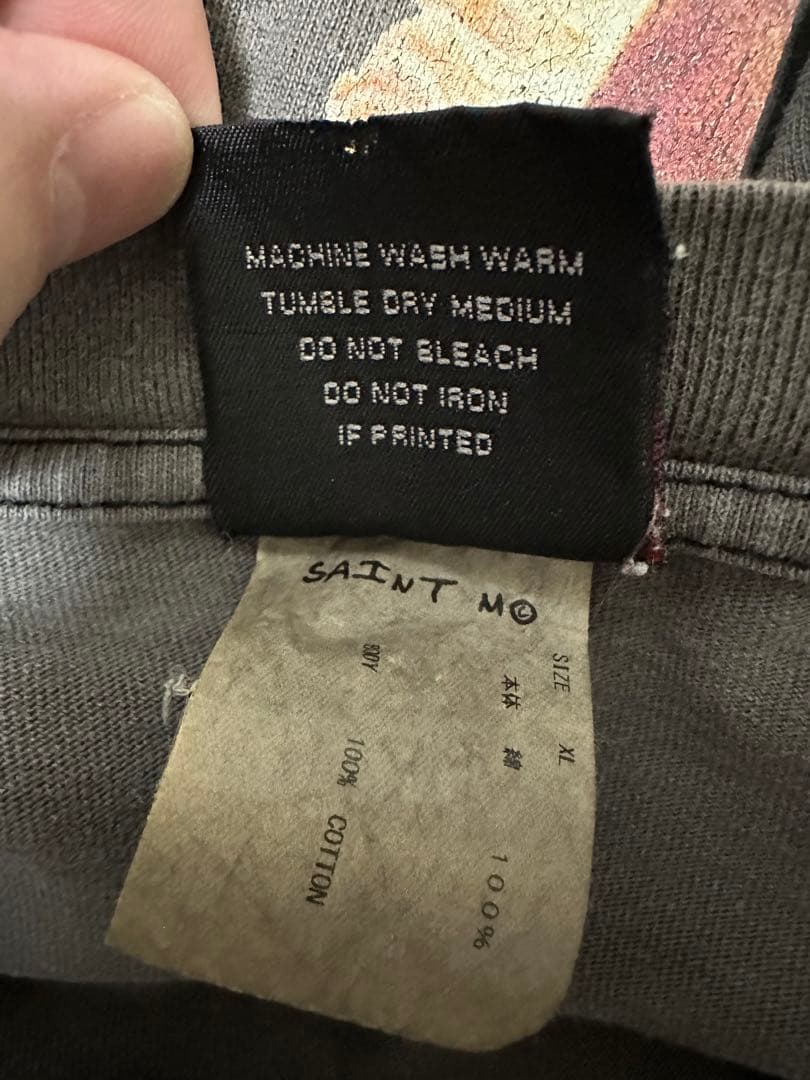 MACHINE WASH WARM
TUMBLE DRY MEDIUM
DO NOT BLEACH
DO NOT IRON
IF PRINTED
SAINT M©
SIZE XL
本体 綿 100%
BODY 100% COTTON